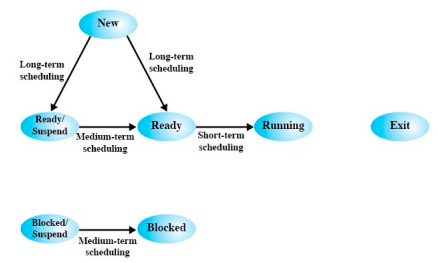 New
Long-term
scheduling
Long-term
scheduling
Ready/
Suspend
Medium-term
scheduling
Ready
Short-term
scheduling
Running
Exit
Blocked/
Suspend
Medium-term
scheduling
Blocked